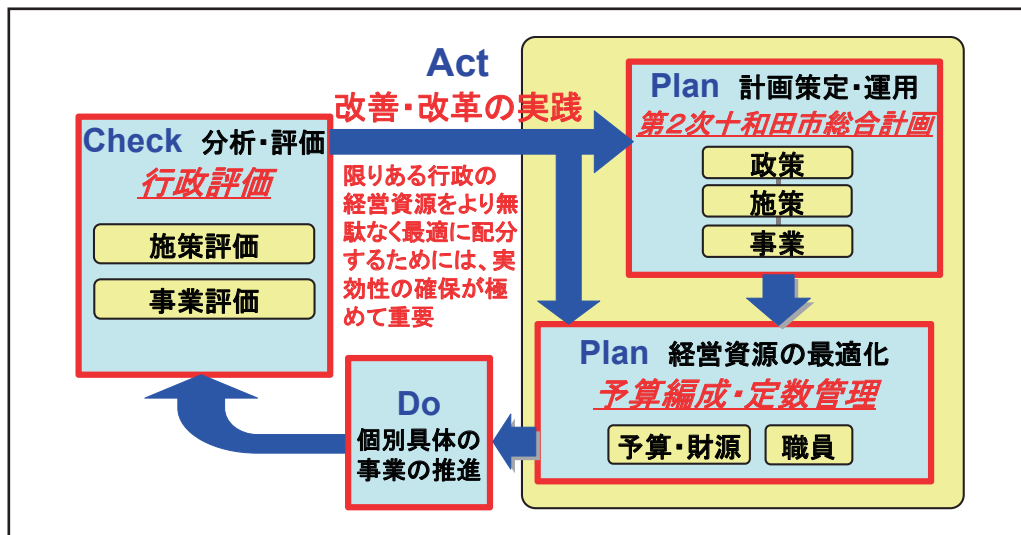 Act
改善・改革の実践
Check 分析・評価
行政評価
施策評価
事業評価
限りある行政の
経営資源をより無
駄なく最適に配分
するためには、実
効性の確保が極
めて重要
Plan 計画策定・運用
第2次十和田市総合計画
政策
施策
事業
Plan 経営資源の最適化
予算編成・定数管理
予算・財源
職員
Do
個別具体の
事業の推進